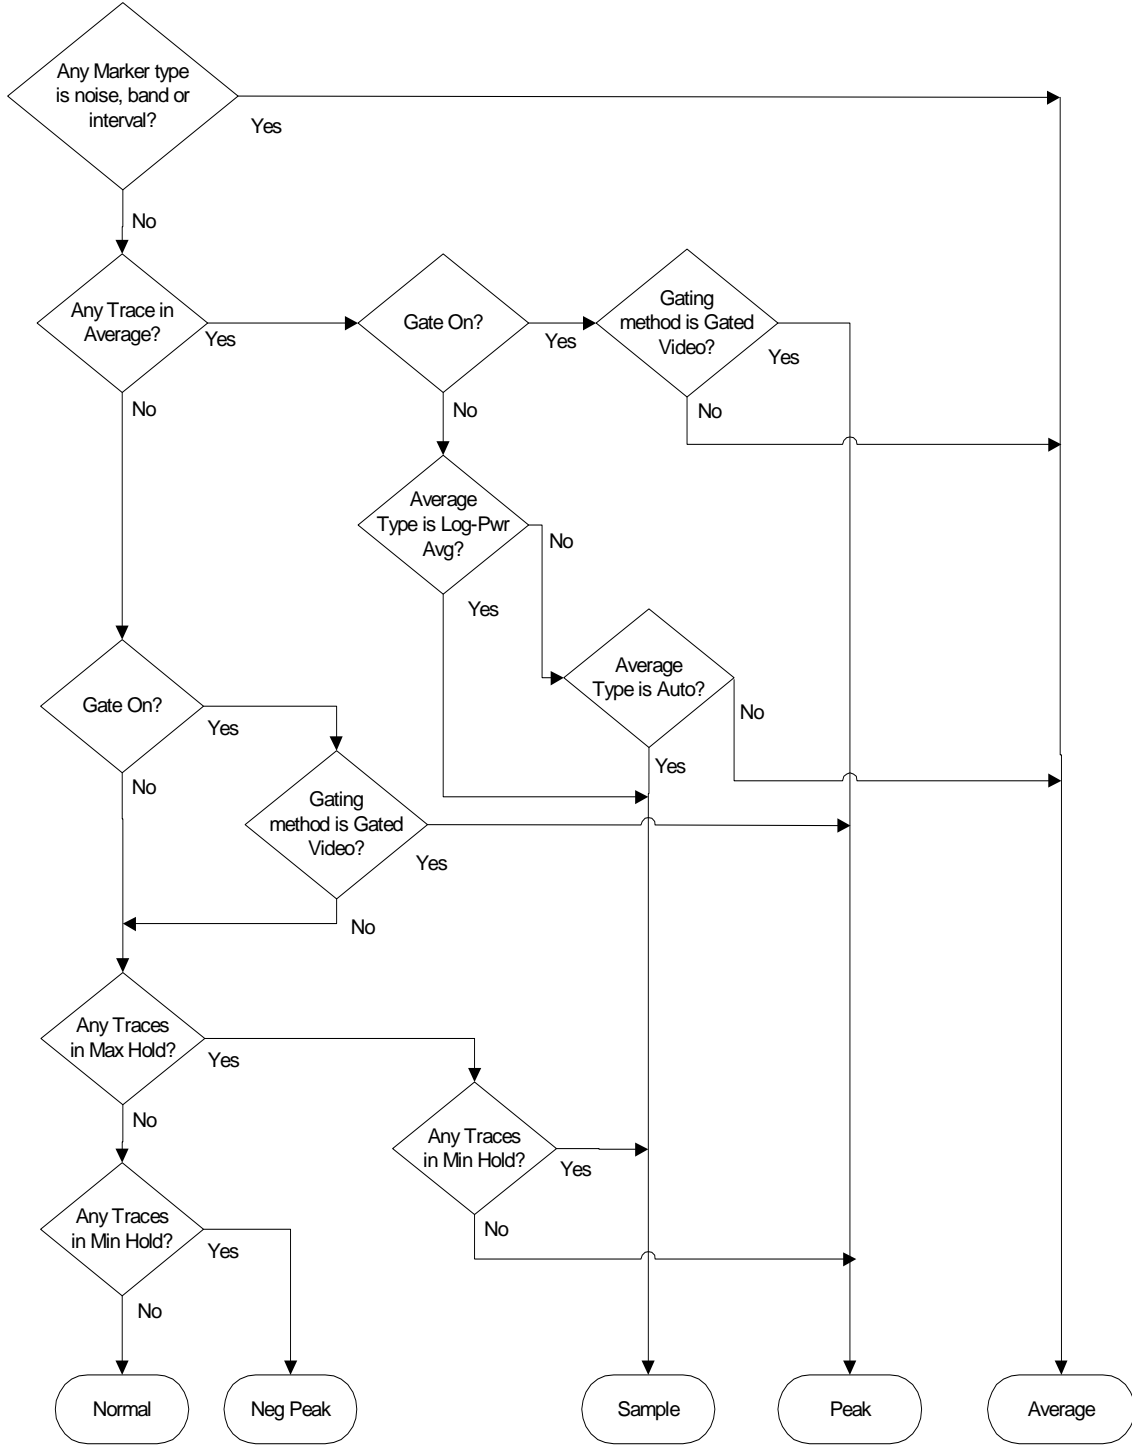 Any Marker type
is noise, band or
interval?
Yes
No
Any Trace in
Average?
Yes
No
Gate On?
Yes
No
Gating
method is Gated
Video?
Yes
No
Average
Type is Log-Pwr
Avg?
No
Yes
Average
Type is Auto?
No
Yes
Gate On?
Yes
No
Gating
method is Gated
Video?
Yes
No
Any Traces
in Max Hold?
Yes
No
Any Traces
in Min Hold?
Yes
No
Any Traces
in Min Hold?
Yes
No
Normal
Neg Peak
Sample
Peak
Average